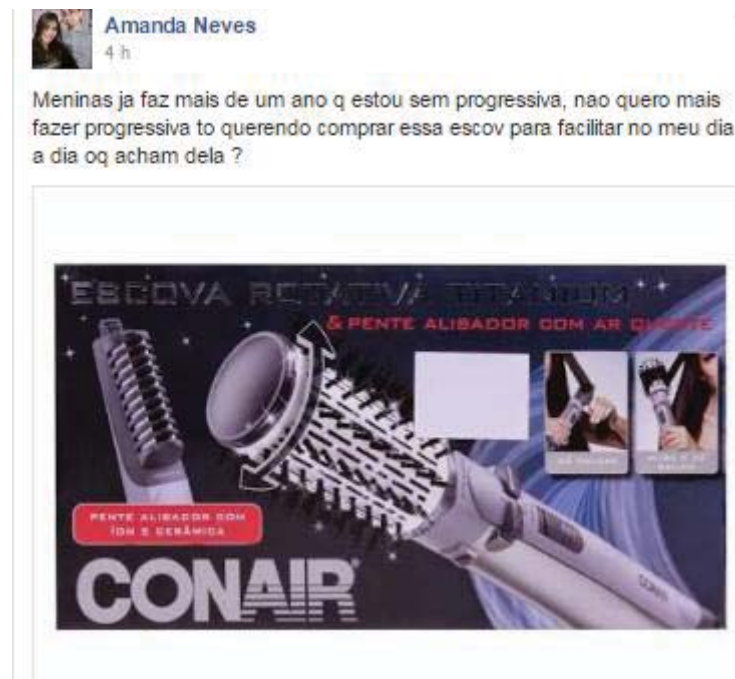 Amanda Neves
4 h
Meninas ja faz mais de um ano q estou sem progressiva, nao quero mais
fazer progressiva to querendo comprar essa escov para facilitar no meu dia
a dia oq acham dela ?
ESCOVA ROTATIVA TITANIUM
& PENTE ALISADOR COM AR QUENTE
PENTE ALISADOR COM
ÍON E CERÂMICA
CONAIR
CONAIR